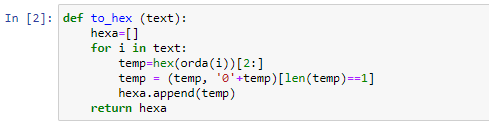 In [2]: def to_hex (text):
    hexa=[]
    for i in text:
        temp=hex(orda(i))[2:]
        temp = (temp, '0'+temp)[len(temp)==1]
        hexa.append(temp)
    return hexa